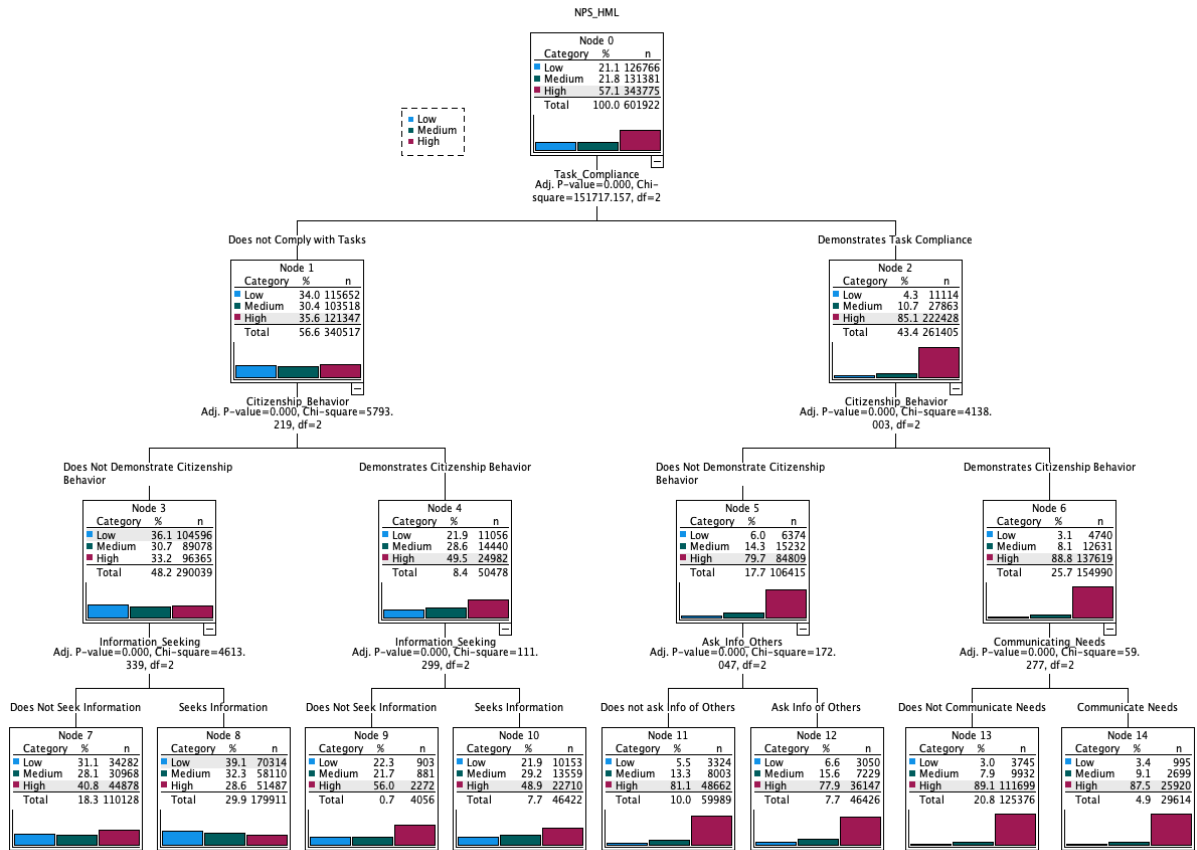 NPS_HML
Node 0
Category % n
Low 21.1 126766
Medium 21.8 131381
High 57.1 343775
Total 100.0 601922
Low
Medium
High
Task_Compliance
Adj. P-value=0.000, Chi-
square=151717.157, df=2
Does not Comply with Tasks
Demonstrates Task Compliance
Node 1
Category % n
Low 34.0 115652
Medium 30.4 103518
High 35.6 121347
Total 56.6 340517
Node 2
Category % n
Low 4.3 11114
Medium 10.7 27863
High 85.1 222428
Total 43.4 261405
Citizenship_Behavior
Adj. P-value=0.000, Chi-square=5793.
219, df=2
Citizenship_Behavior
Adj. P-value=0.000, Chi-square=4138.
003, df=2
Does Not Demonstrate Citizenship
Behavior
Demonstrates Citizenship Behavior
Does Not Demonstrate Citizenship
Behavior
Demonstrates Citizenship Behavior
Node 3
Category % n
Low 36.1 104596
Medium 30.7 89078
High 33.2 96365
Total 48.2 290039
Node 4
Category % n
Low 21.9 11056
Medium 28.6 14440
High 49.5 24982
Total 8.4 50478
Node 5
Category % n
Low 6.0 6374
Medium 14.3 15232
High 79.7 84809
Total 17.7 106415
Node 6
Category % n
Low 3.1 4740
Medium 8.1 12631
High 88.8 137619
Total 25.7 154990
Information_Seeking
Adj. P-value=0.000, Chi-square=4613.
339, df=2
Information_Seeking
Adj. P-value=0.000, Chi-square=111.
299, df=2
Ask_Info_Others
Adj. P-value=0.000, Chi-square=172.
047, df=2
Communicating_Needs
Adj. P-value=0.000, Chi-square=59.
277, df=2
Does Not Seek Information
Seeks Information
Does Not Seek Information
Seeks Information
Does not ask Info of Others
Ask Info of Others
Does Not Communicate Needs
Communicate Needs
Node 7
Category % n
Low 31.1 34282
Medium 28.1 30968
High 40.8 44878
Total 18.3 110128
Node 8
Category % n
Low 39.1 70314
Medium 32.3 58110
High 28.6 51487
Total 29.9 179911
Node 9
Category % n
Low 22.3 903
Medium 21.7 881
High 56.0 2272
Total 0.7 4056
Node 10
Category % n
Low 21.9 10153
Medium 29.2 13559
High 48.9 22710
Total 7.7 46422
Node 11
Category % n
Low 5.5 3324
Medium 13.3 8003
High 81.1 48662
Total 10.0 59989
Node 12
Category % n
Low 6.6 3050
Medium 15.6 7229
High 77.9 36147
Total 7.7 46426
Node 13
Category % n
Low 3.0 3745
Medium 7.9 9932
High 89.1 111699
Total 20.8 125376
Node 14
Category % n
Low 3.4 995
Medium 9.1 2699
High 87.5 25920
Total 4.9 29614